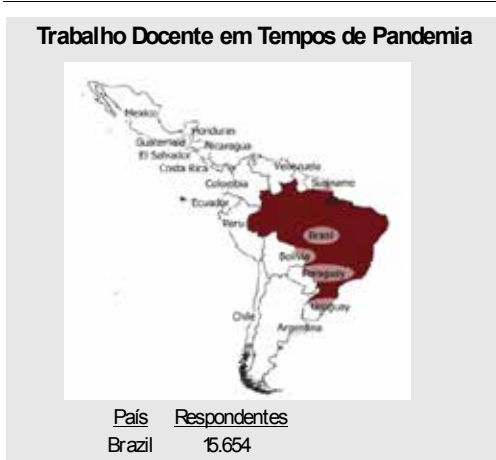 Trabalho Docente em Tempos de Pandemia
Mexico
Honduras
Guatemala
Nicaragua
El Salvador
Costa Rica
Venezuela
Colombia
Suriname
Ecuador
Peru
Brasil
Bolivia
Paraguay
Uruguay
Chile
Argentina
País Respondentes
Brazil 15.654